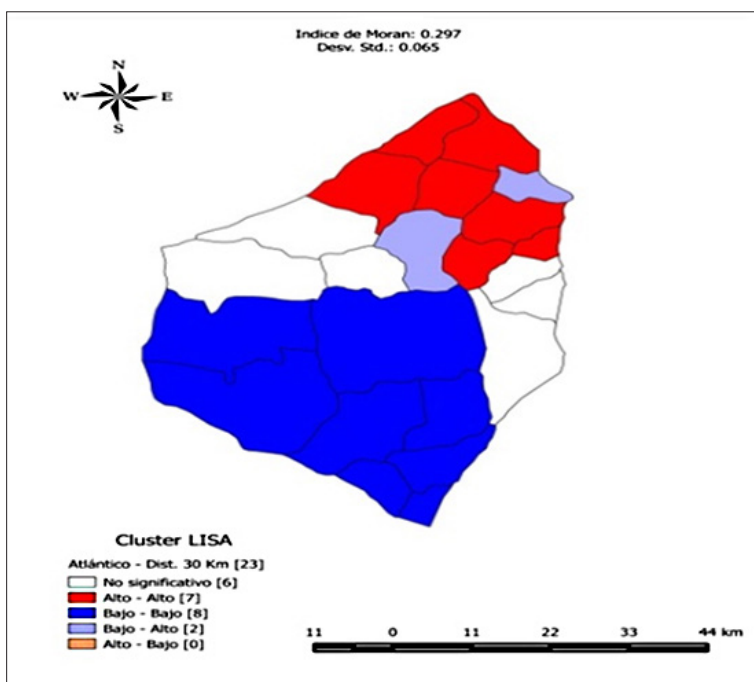 Indice de Moran: 0.297
Desv. Std.: 0.065
N
W E
S
Cluster LISA
Atlántico - Dist. 30 Km [23]
No significativo [6]
Alto - Alto [7]
Bajo - Bajo [8]
Bajo - Alto [2]
Alto - Bajo [0]
11 0 11 22 33 44 km